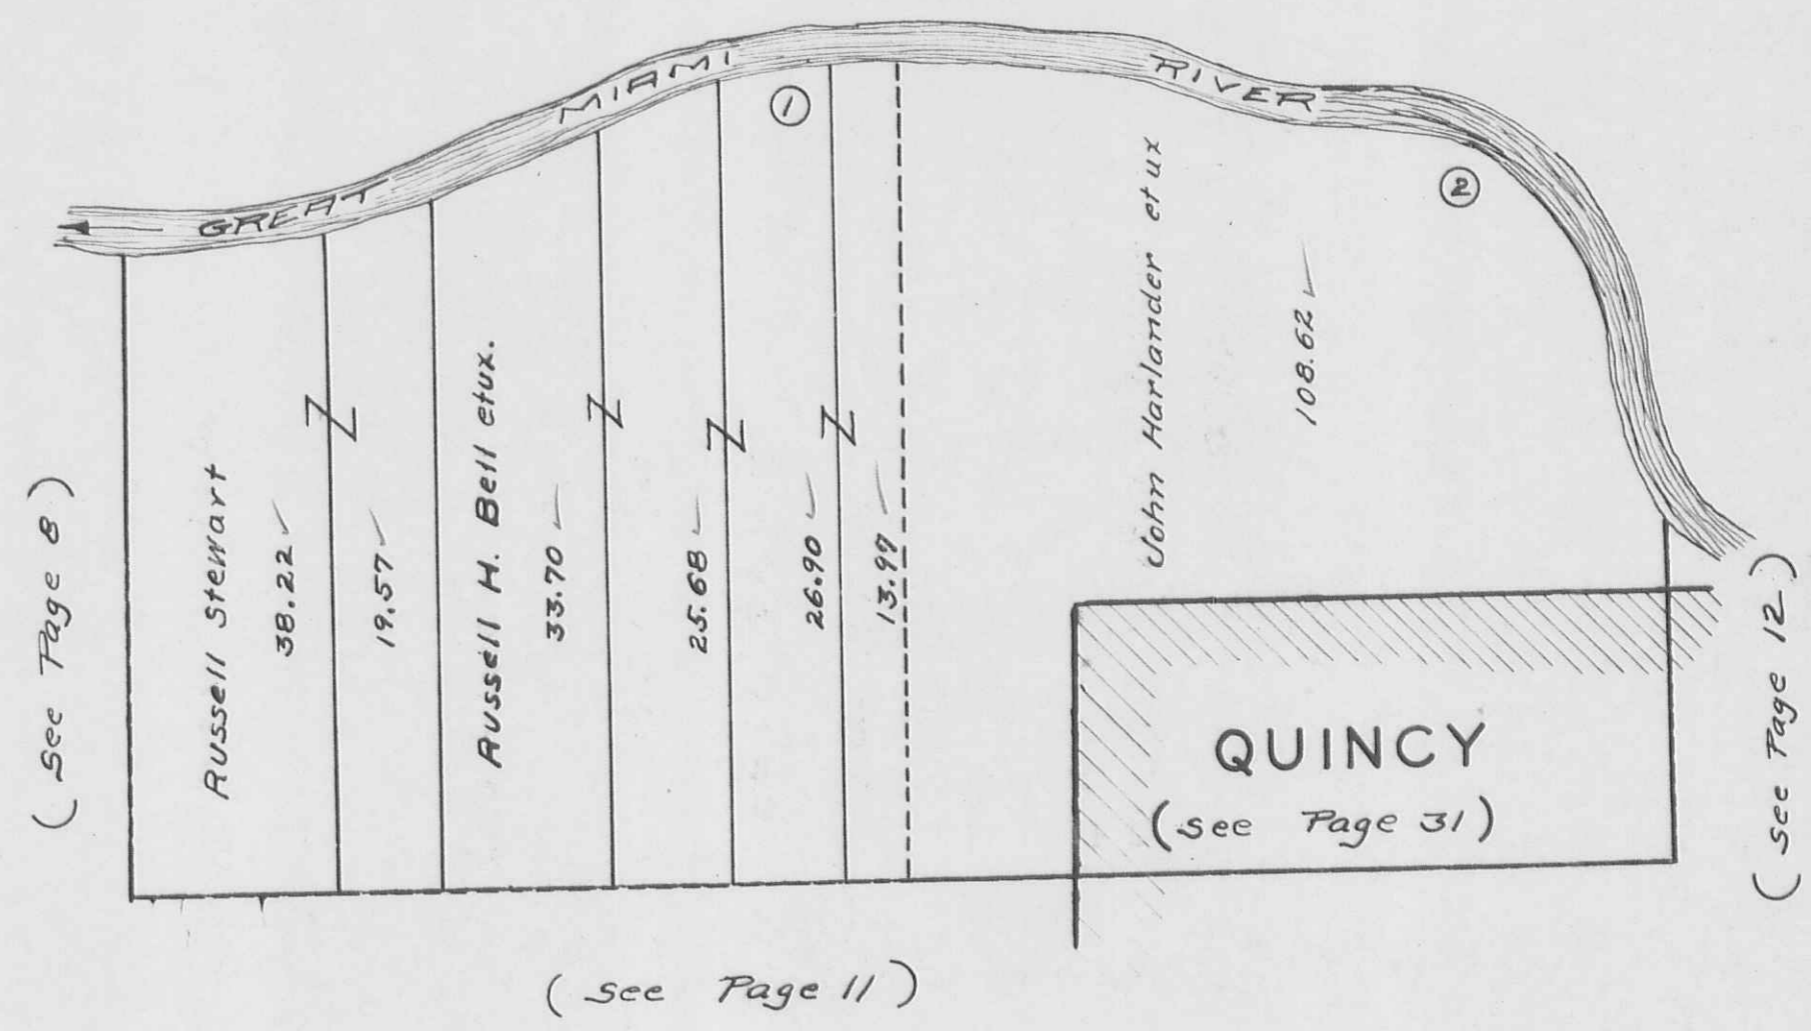 GREAT MIAMI RIVER
1
2
(See Page 8)
Russell Stewart
38.22
19.57
Russell H. Bell etux.
33.70
25.68
26.90
13.97
John Harlander et ux
108.62
QUINCY
(see Page 31)
(see Page 12)
(see Page 11)